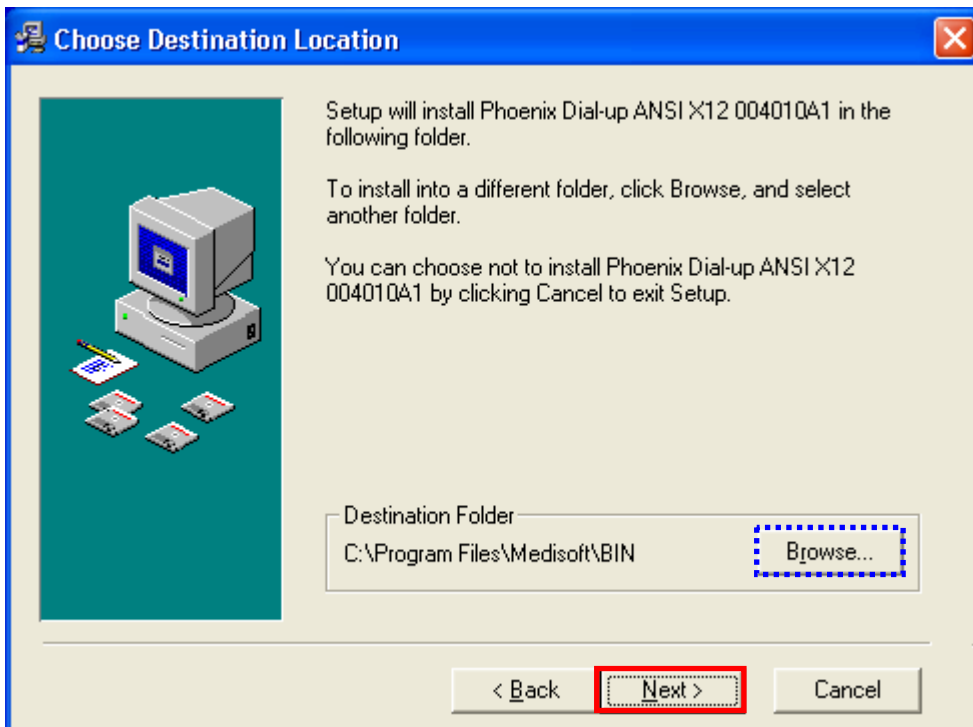 Choose Destination Location
Setup will install Phoenix Dial-up ANSI X12 004010A1 in the
following folder.
To install into a different folder, click Browse, and select
another folder.
You can choose not to install Phoenix Dial-up ANSI X12
004010A1 by clicking Cancel to exit Setup.
Destination Folder
C:\Program Files\Medisoft\BIN
Browse...
< Back
Next >
Cancel